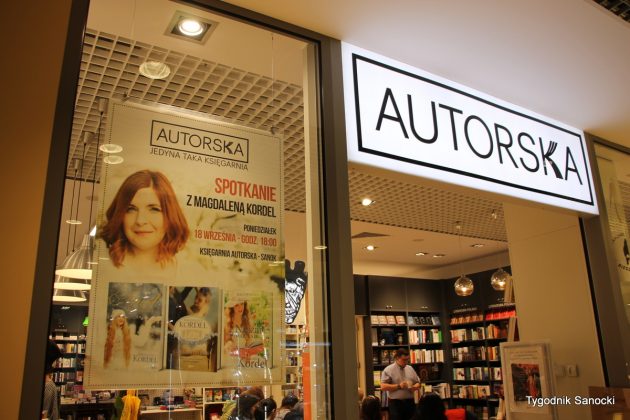 AUTORSKA
JEDYNA TAKA KSIĘGARNIA
SPOTKANIE
Z MAGDALENĄ KORDEL
PONIEDZIAŁEK
18 WRZEŚNIA - GODZ. 18:00
KSIĘGARNIA AUTORSKA - SANOK
KORDEL
Kordel
Kordel
AUTORSKA
Tygodnik Sanocki